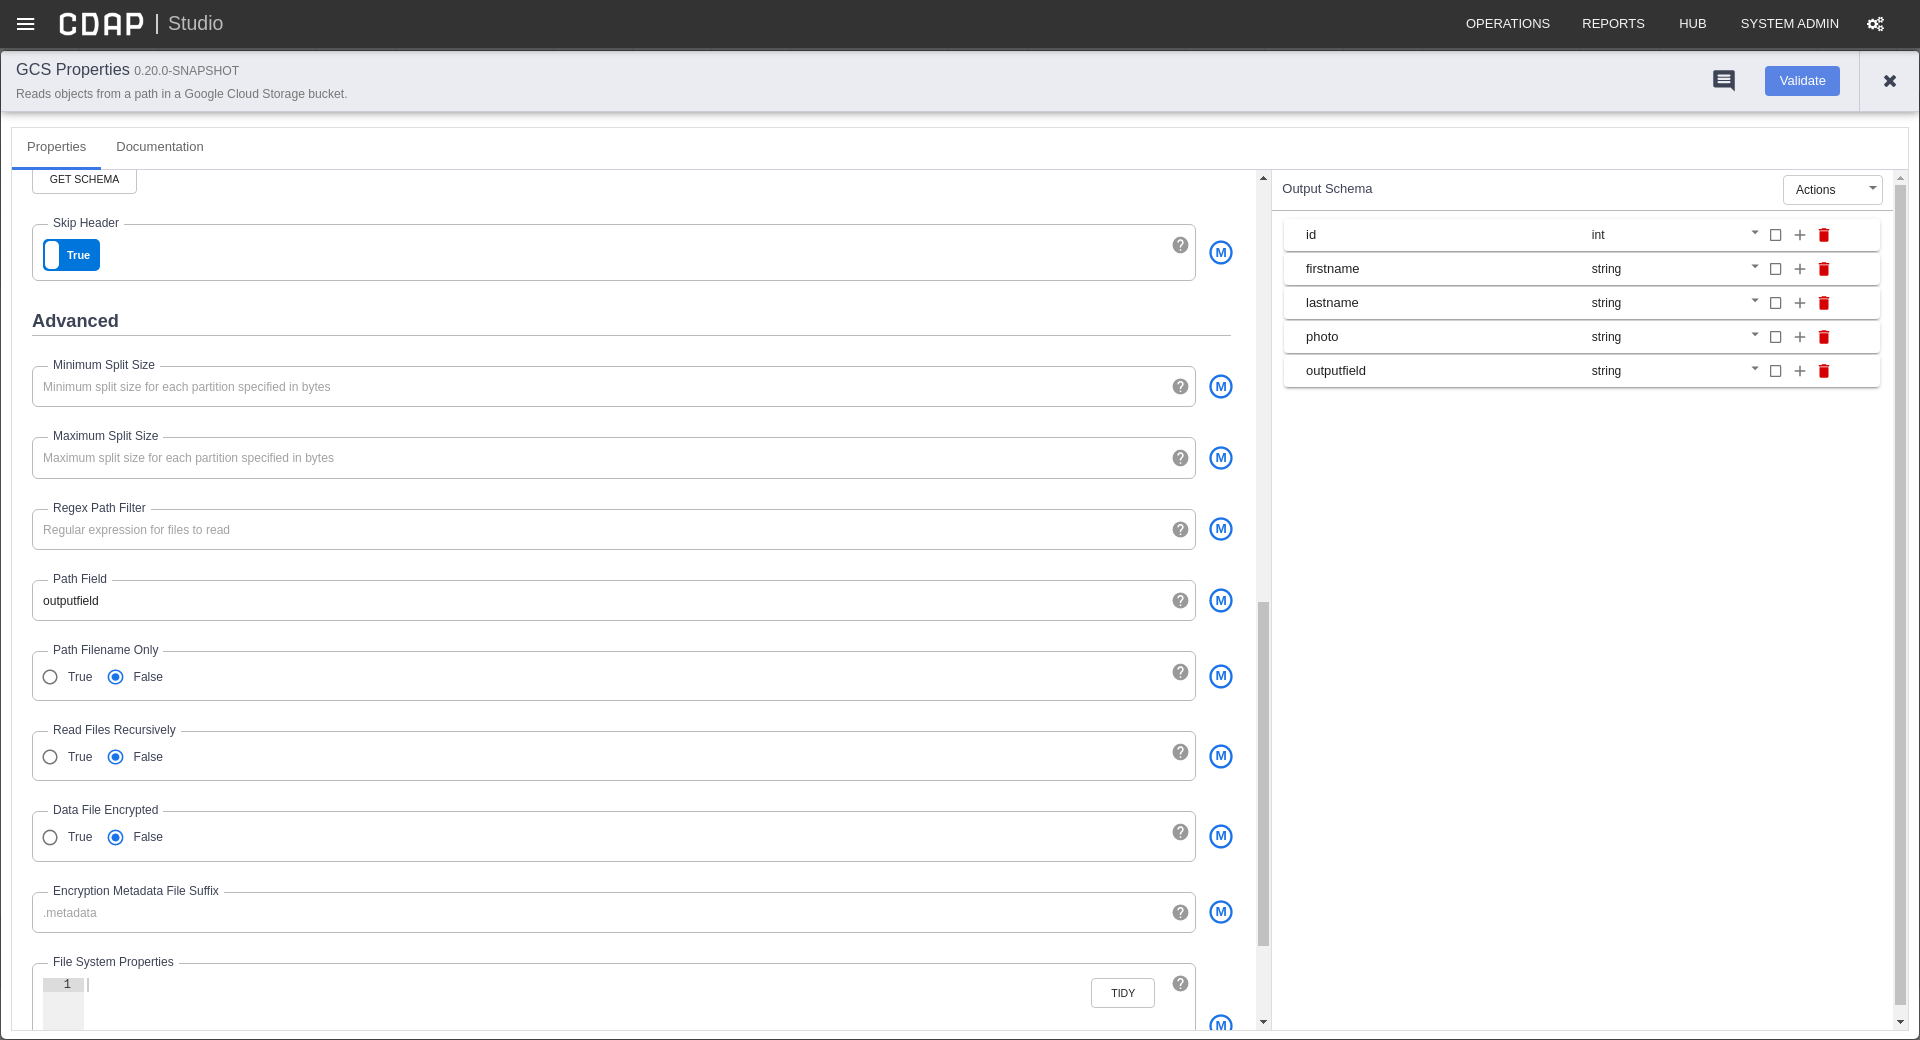 CDAP | Studio
OPERATIONS REPORTS HUB SYSTEM ADMIN
GCS Properties 0.20.0-SNAPSHOT
Reads objects from a path in a Google Cloud Storage bucket.
Validate
Properties Documentation
GET SCHEMA
Skip Header
True
M
Advanced
Minimum Split Size
Minimum split size for each partition specified in bytes
M
Maximum Split Size
Maximum split size for each partition specified in bytes
M
Regex Path Filter
Regular expression for files to read
M
Path Field
outputfield
M
Path Filename Only
True False
M
Read Files Recursively
True False
M
Data File Encrypted
True False
M
Encryption Metadata File Suffix
.metadata
M
File System Properties
1
TIDY
M
Output Schema
Actions
id int
firstname string
lastname string
photo string
outputfield string